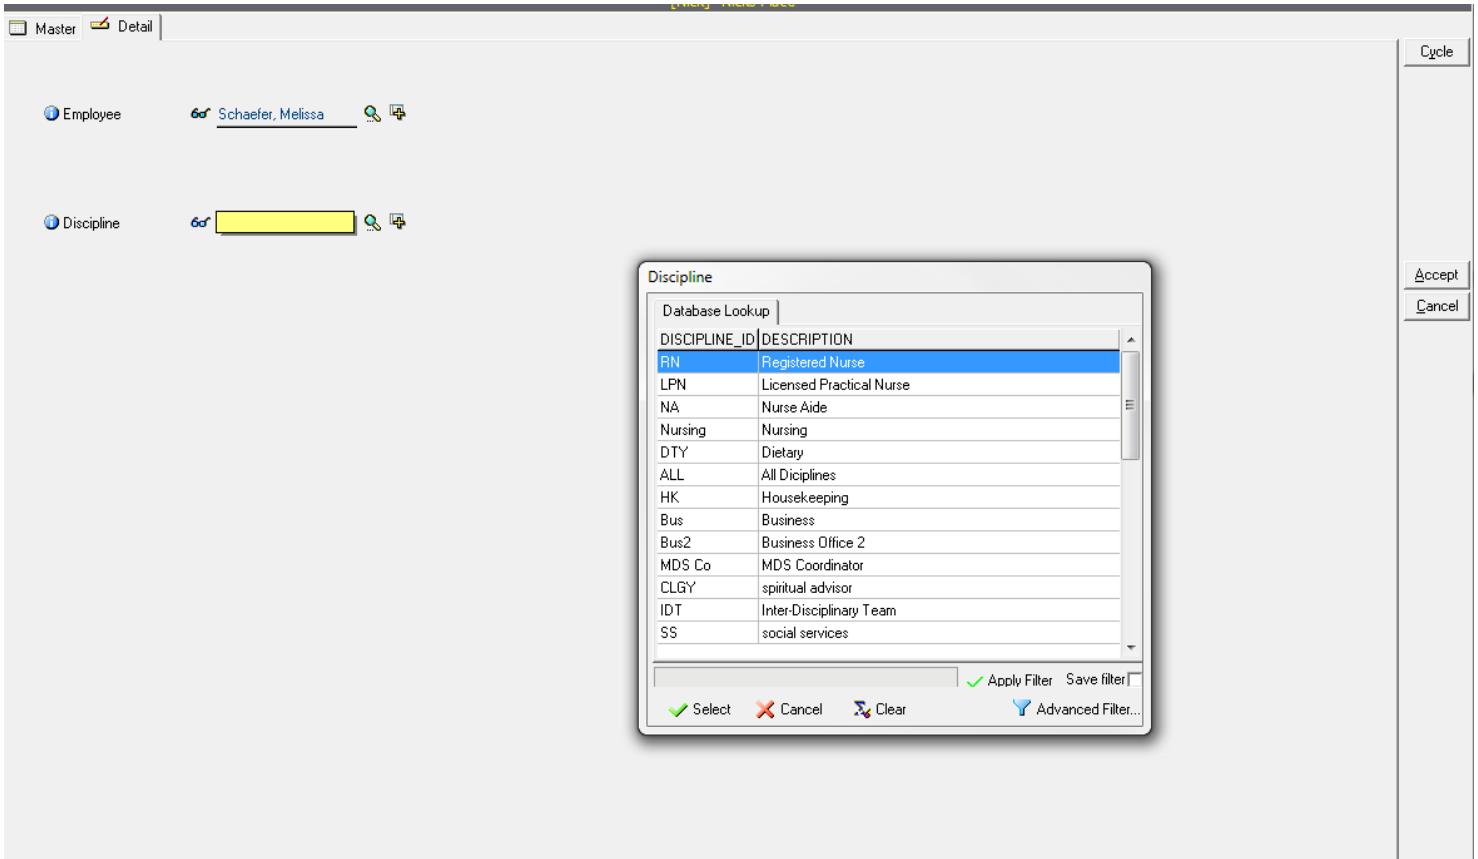 Master Detail
Cycle
Employee Schaefer, Melissa
Discipline
Discipline
Database Lookup
DISCIPLINE_ID DESCRIPTION
RN Registered Nurse
LPN Licensed Practical Nurse
NA Nurse Aide
Nursing Nursing
DTY Dietary
ALL All Diciplines
HK Housekeeping
Bus Business
Bus2 Business Office 2
MDS Co MDS Coordinator
CLGY spiritual advisor
IDT Inter-Disciplinary Team
SS social services
Apply Filter Save filter
Select Cancel Clear Advanced Filter...
Accept
Cancel